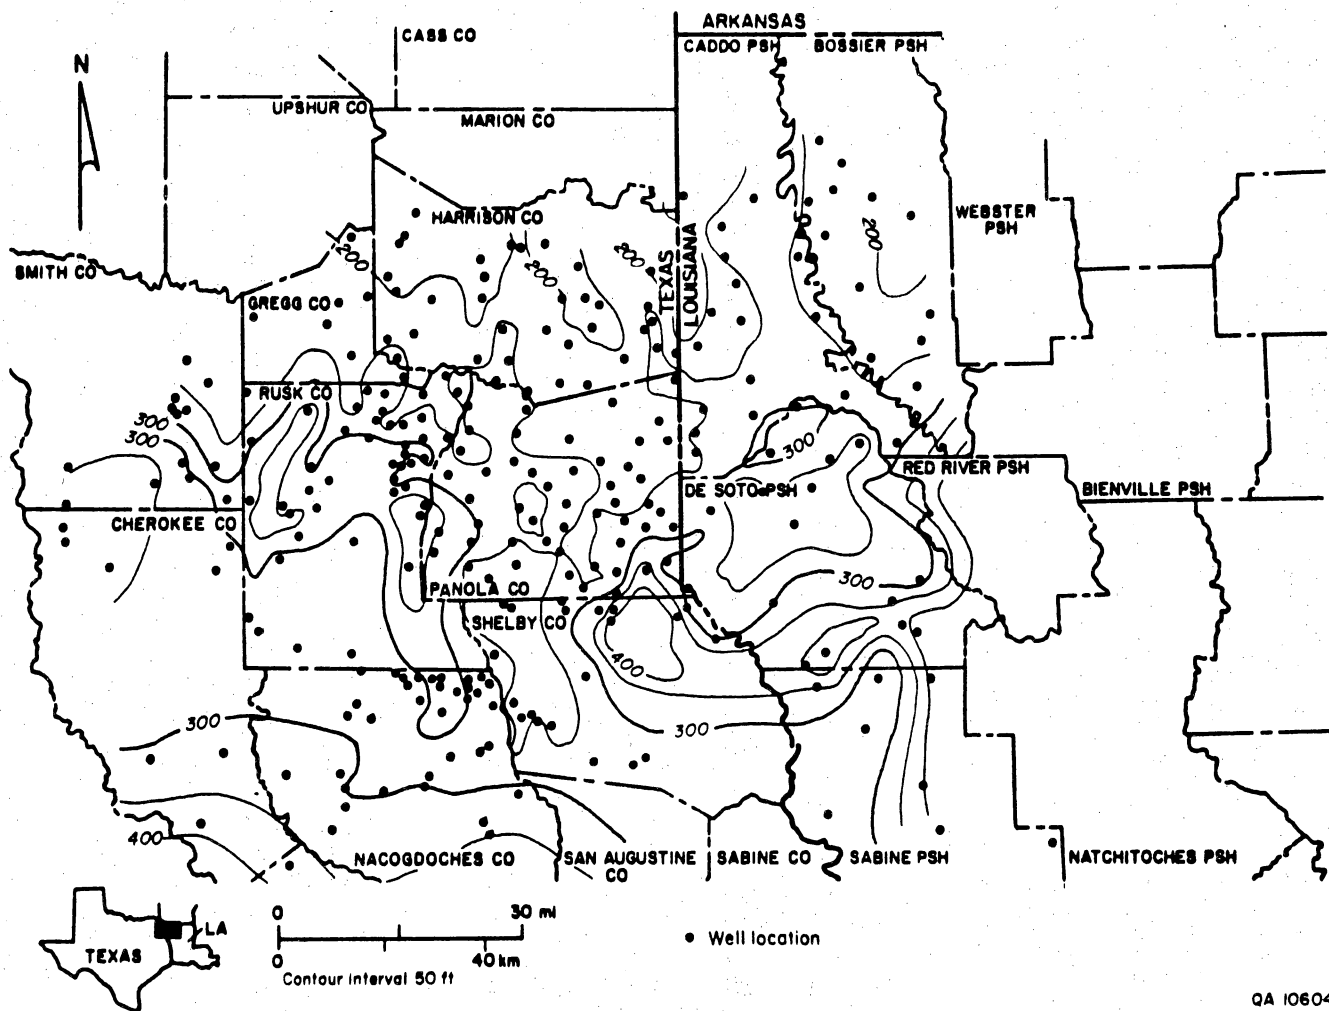 ARKANSAS
CASS CO
CADDO PSH
BOSSIER PSH
N
UPSHUR CO
MARION CO
HARRISON CO
WEBSTER
PSH
200
200
200
200
TEXAS
LOUISIANA
SMITH CO
GREGG CO
RUSK CO
300
300
300
RED RIVER PSH
DE SOTO PSH
BIENVILLE PSH
CHEROKEE CO
300
PANOLA CO
SHELBY CO
400
300
300
400
NACOGDOCHES CO
SAN AUGUSTINE
CO
SABINE CO
SABINE PSH
NATCHITOCHES PSH
0
30 mi
LA
TEXAS
0
40 km
Contour interval 50 ft
Well location
QA 10604